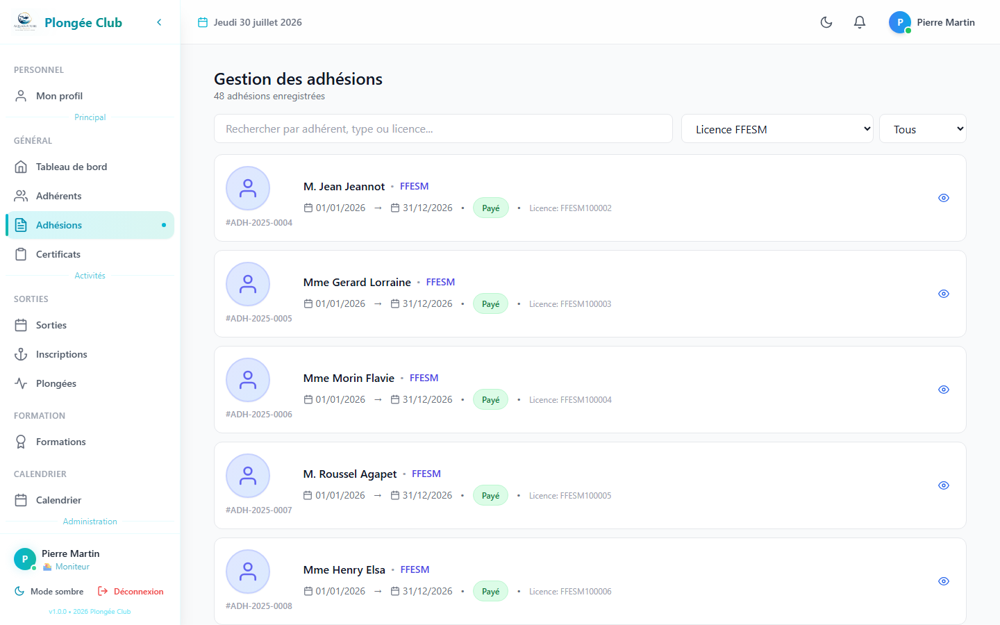 Plongée Club
PERSONNEL
Mon profil
Principal
GÉNÉRAL
Tableau de bord
Adhérents
Adhésions
Certificats
Activités
SORTIES
Sorties
Inscriptions
Plongées
FORMATION
Formations
CALENDRIER
Calendrier
Administration
P
Pierre Martin
Moniteur
Mode sombre
Déconnexion
v1.0.0 • 2026 Plongée Club
Jeudi 30 juillet 2026
P
Pierre Martin
Gestion des adhésions
48 adhésions enregistrées
Rechercher par adhérent, type ou licence...
Licence FFESM
Tous
M. Jean Jeannot • FFESM
01/01/2026 → 31/12/2026 • Payé • Licence: FFESM100002
#ADH-2025-0004
Mme Gerard Lorraine • FFESM
01/01/2026 → 31/12/2026 • Payé • Licence: FFESM100003
#ADH-2025-0005
Mme Morin Flavie • FFESM
01/01/2026 → 31/12/2026 • Payé • Licence: FFESM100004
#ADH-2025-0006
M. Roussel Agapet • FFESM
01/01/2026 → 31/12/2026 • Payé • Licence: FFESM100005
#ADH-2025-0007
Mme Henry Elsa • FFESM
01/01/2026 → 31/12/2026 • Payé • Licence: FFESM100006
#ADH-2025-0008